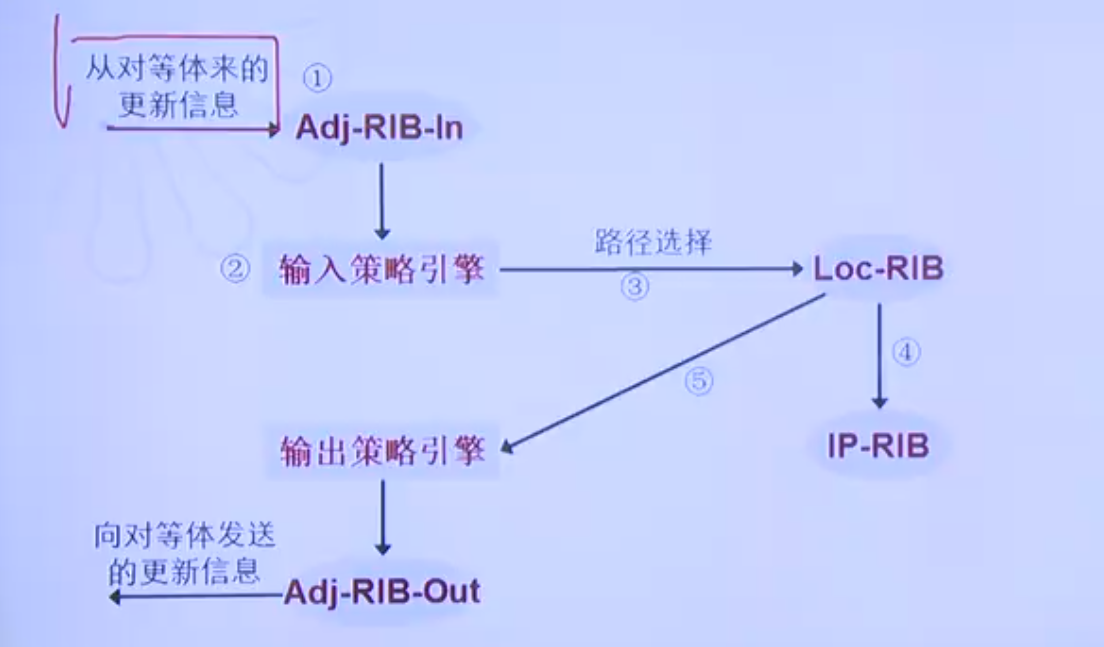 从对等体来的
更新信息
①
Adj-RIB-In
②
输入策略引擎
路径选择
③
Loc-RIB
④
⑤
输出策略引擎
IP-RIB
向对等体发送
的更新信息
Adj-RIB-Out